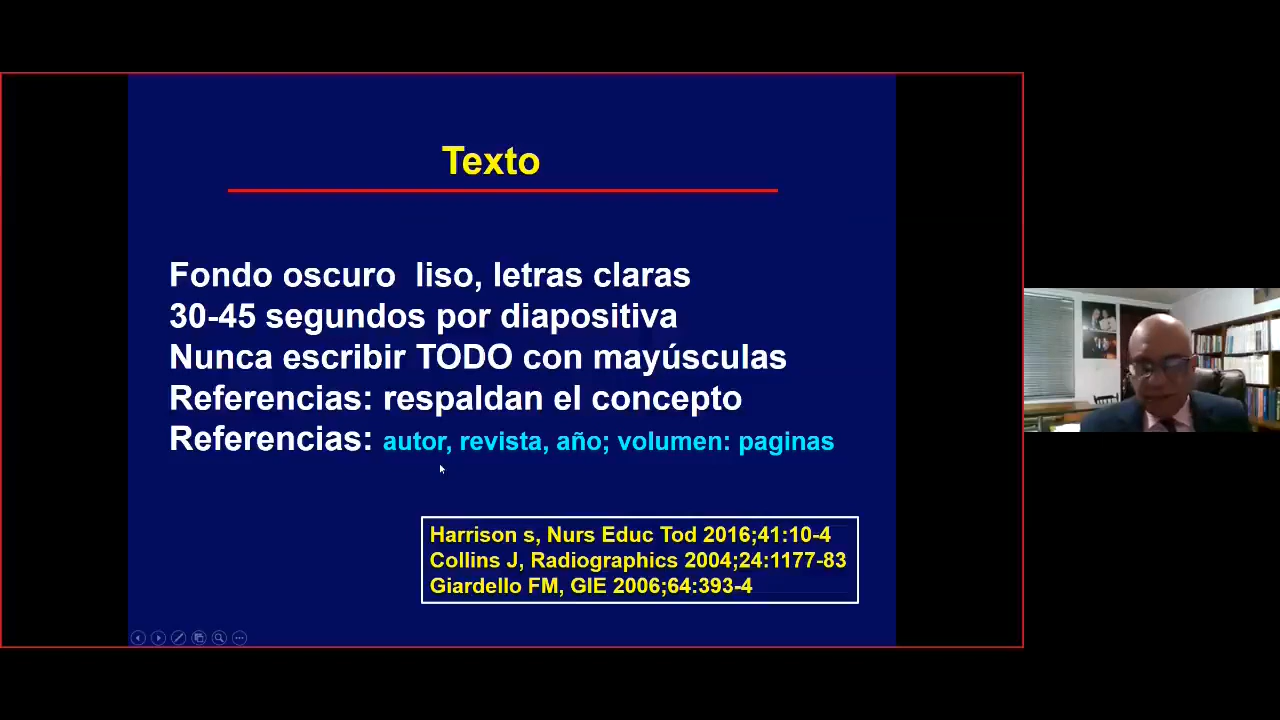 Texto
Fondo oscuro  liso, letras claras
30-45 segundos por diapositiva
Nunca escribir TODO con mayúsculas
Referencias: respaldan el concepto
Referencias: autor, revista, año; volumen: paginas
Harrison s, Nurs Educ Tod 2016;41:10-4
Collins J, Radiographics 2004;24:1177-83
Giardello FM, GIE 2006;64:393-4